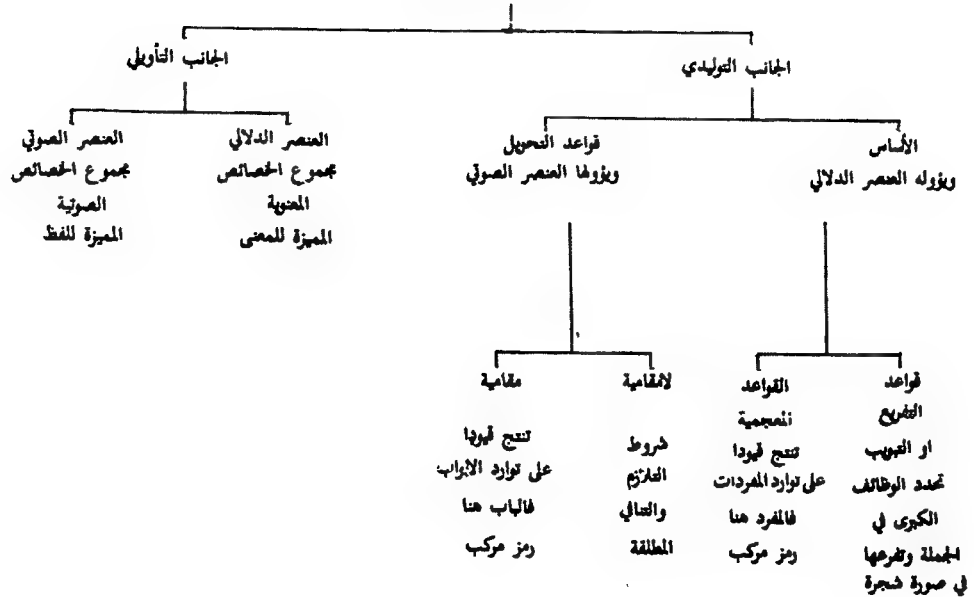 الجانب التوليدي
الجانب التأويلي
الأساس
ويؤوله العنصر الدلالي
قواعد التحويل
ويؤولها العنصر الصوتي
العنصر الدلالي
مجموع الخصائص
المعنوية
المميزة للمعنى
العنصر الصوتي
مجموع الخصائص
الصوتية
المميزة للفظ
قواعد
التفريع
او التبويب
تحدد الوظائف
الكبرى في
الجملة وتفرعها
في صورة شجرة
القواعد
المعجمية
تنتج قيودا
على توارد المفردات
فالمفرد هنا
رمز مركب
لامقامية
شروط
التلازم
والتنافي
المطلقة
مقامية
تنتج قيودا
على توارد الأبواب
فالباب هنا
رمز مركب